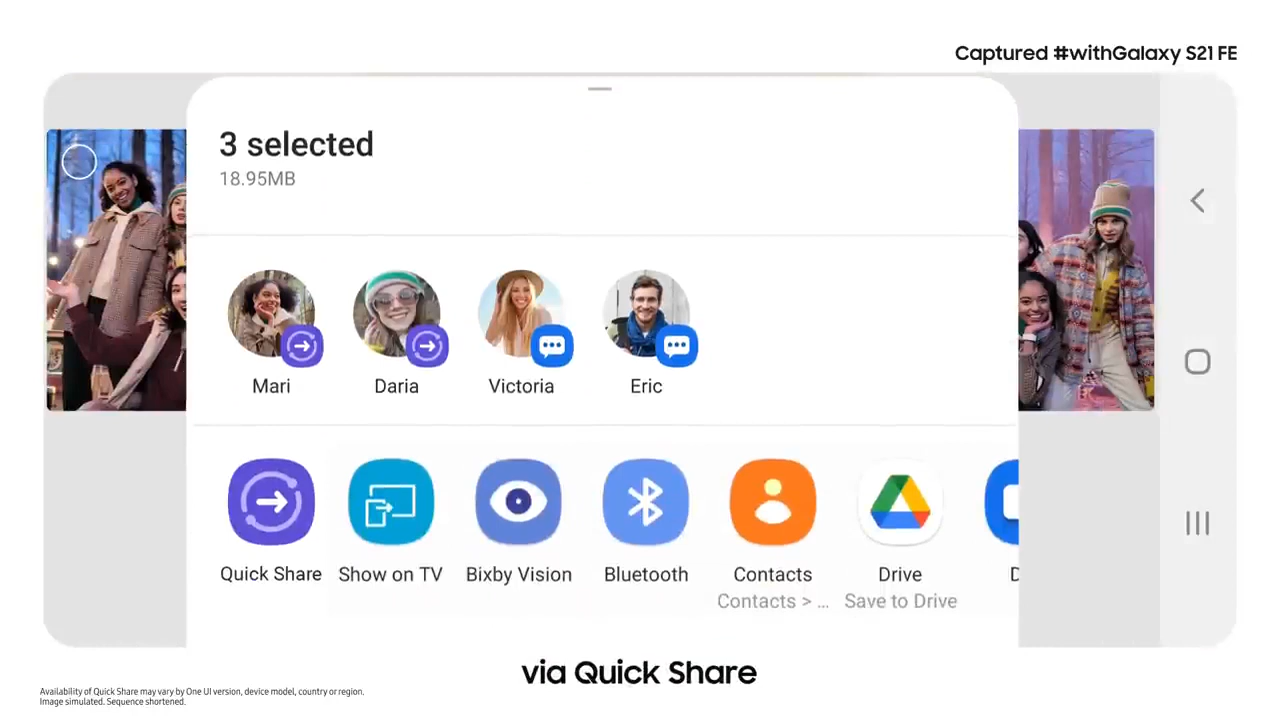 Captured #withGalaxy S21 FE
3 selected
18.95MB
Mari
Daria
Victoria
Eric
Quick Share
Show on TV
Bixby Vision
Bluetooth
Contacts
Drive
D
Contacts > ...
Save to Drive
via Quick Share
Availability of Quick Share may vary by One UI version, device model, country or region.
Image simulated. Sequence shortened.